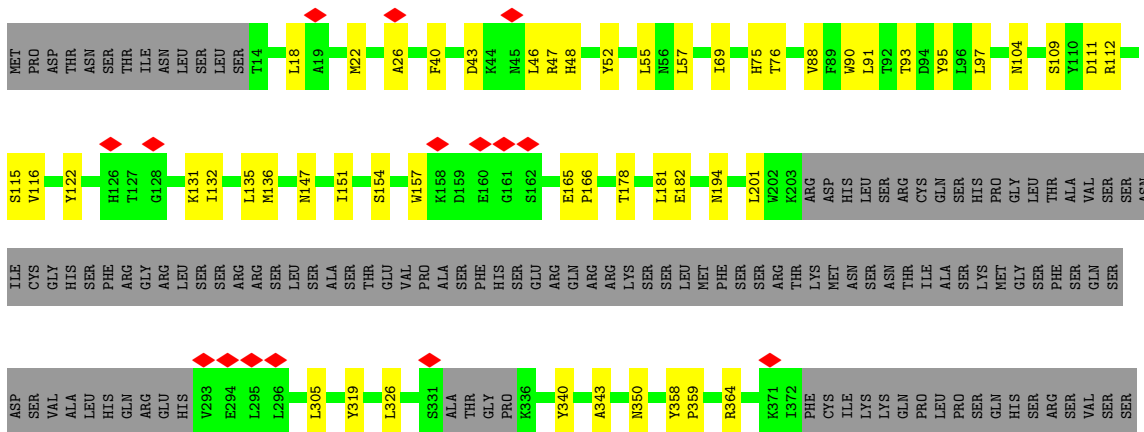 MET PRO ASP THR ASN SER THR ILE ASN LEU SER LEU SER T14 L18 A19 M22 A26 F40 D43 K44 N45 L46 R47 H48 Y52 L55 N56 L57 I69 H75 T76 V88 F89 W90 L91 T92 T93 D94 Y95 L96 L97 N104 S109 Y110 D111 R112
S115 V116 Y122 H126 T127 G128 K131 I132 L135 M136 N147 I151 S154 W157 K158 D159 E160 G161 S162 E165 P166 T178 L181 E182 N194 L201 W202 K203 ARG ASP HIS LEU SER ARG CYS GLN SER HIS PRO GLY LEU THR ALA VAL SER SER ASN
ILE CYS GLY HIS SER PHE ARG GLY ARG LEU SER SER ARG ARG SER LEU SER ALA SER THR GLU VAL PRO ALA SER PHE HIS SER GLU ARG GLN ARG ARG LYS SER SER LEU MET PHE SER SER ARG THR LYS MET ASN SER ASN THR ILE ALA SER LYS MET GLY SER PHE SER GLN SER
ASP SER VAL ALA LEU HIS GLN ARG GLU HIS V293 E294 L295 L296 L305 Y319 L326 S331 ALA THR GLY PRO K336 Y340 A343 N350 Y358 P359 R364 K371 I372 PHE CYS ILE LYS LYS GLN PRO LEU PRO SER GLN HIS SER ARG SER VAL SER SER